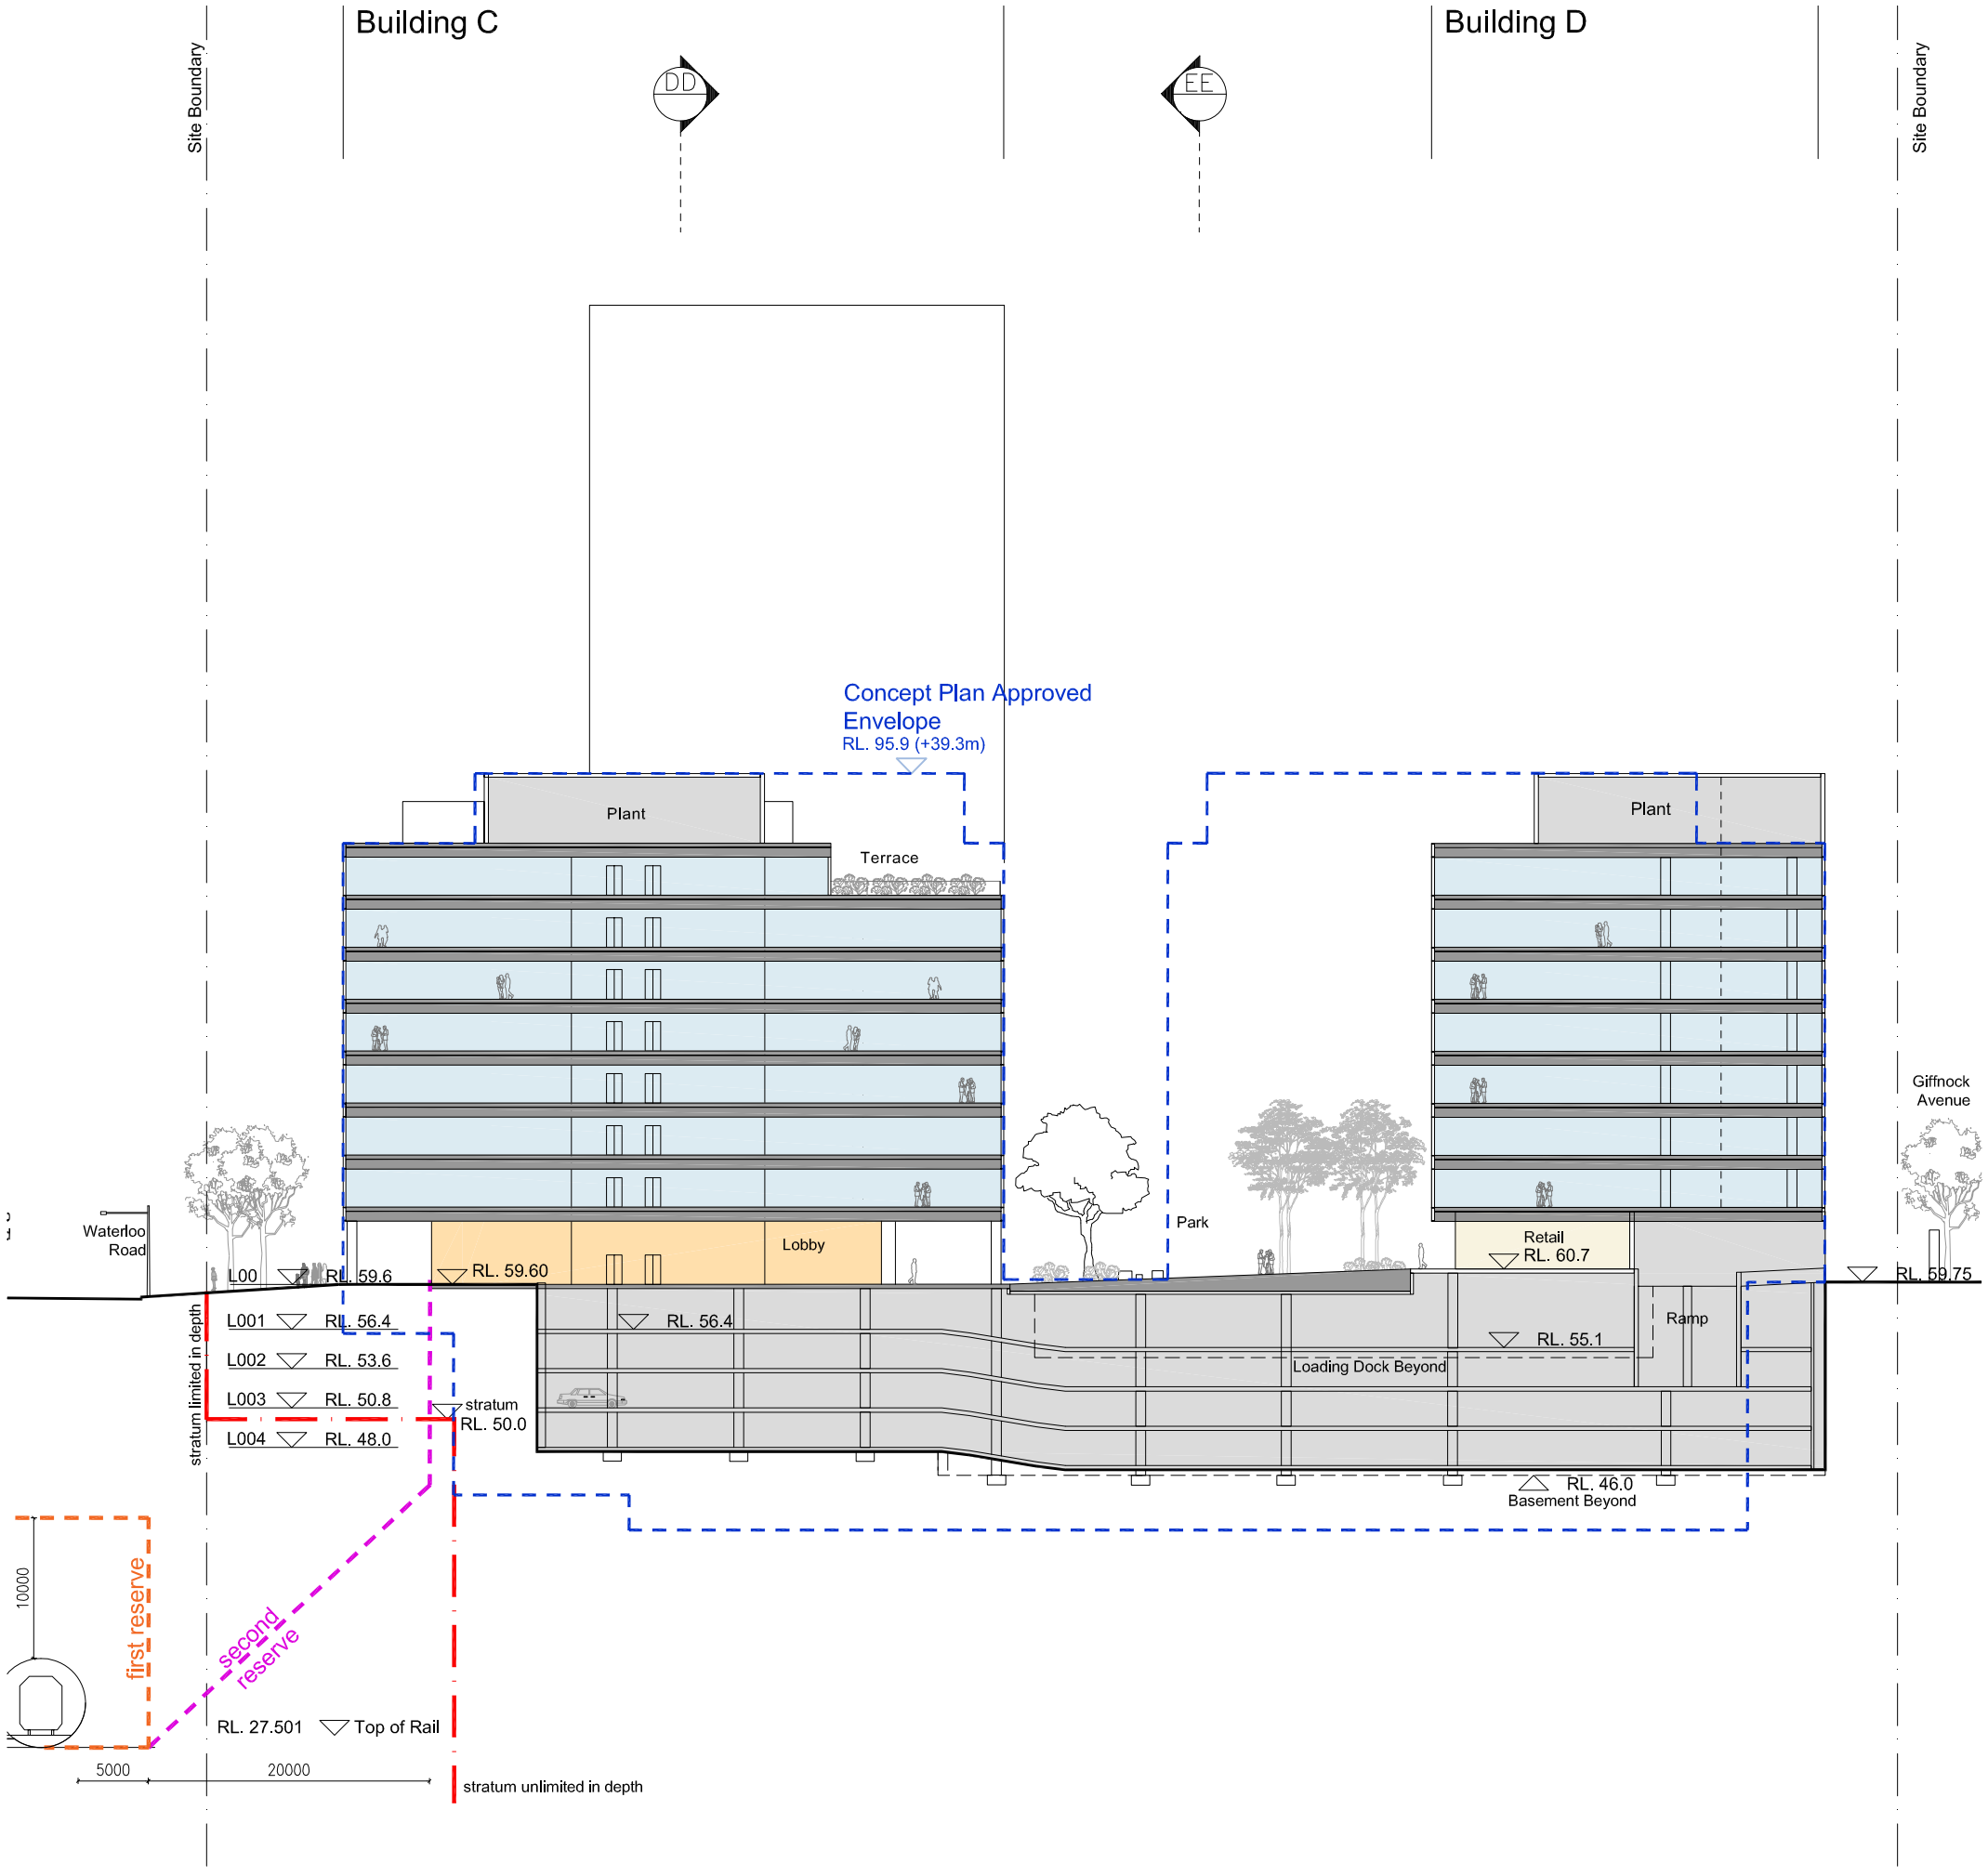 Building C
Building D
Site Boundary
DD
EE
Site Boundary
Concept Plan Approved
Envelope
RL. 95.9 (+39.3m)
Plant
Plant
Terrace
Giffnock
Avenue
Waterloo
Road
Lobby
Park
Retail
RL. 60.7
L00 RL. 59.6
RL. 59.60
RL. 59.75
L001 RL. 56.4
RL. 56.4
Ramp
RL. 55.1
L002 RL. 53.6
Loading Dock Beyond
L003 RL. 50.8
stratum
RL. 50.0
L004 RL. 48.0
stratum limited in depth
RL. 46.0
Basement Beyond
10000
first reserve
second
reserve
RL. 27.501 Top of Rail
5000
20000
stratum unlimited in depth